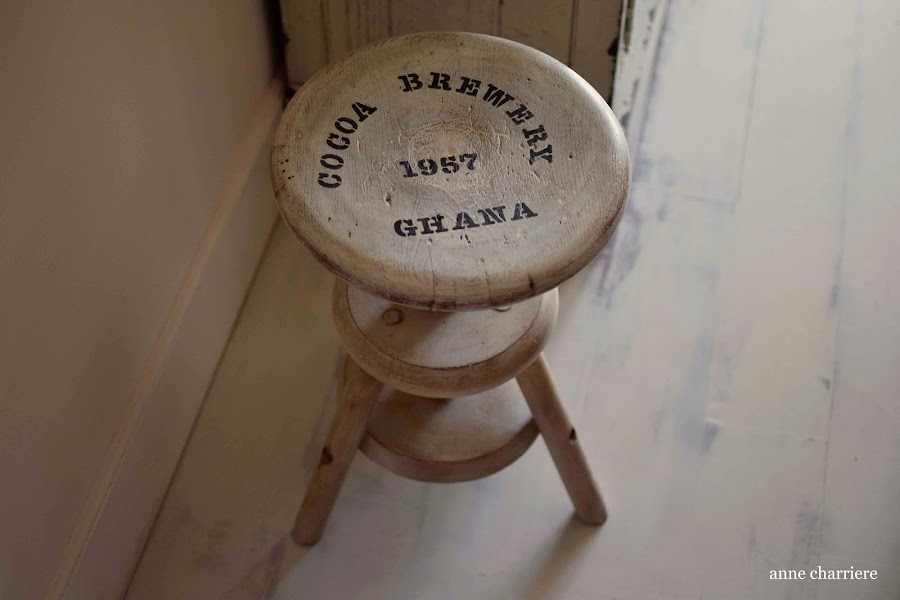 COCOA BREWERY
1957
GHANA
anne charriere